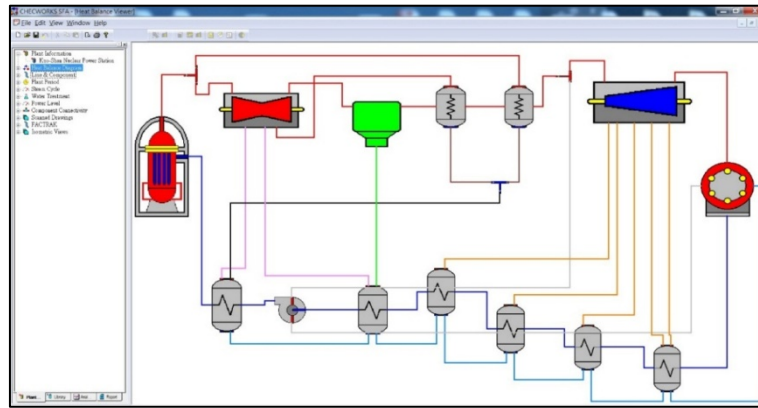 CHECWORKS SFA - [Heat Balance Viewer]
File Edit View Window Help
Plant Information
Kuo-Shen Nuclear Power Station
Heat Balance Diagram
Line & Component
Plant Period
Steam Cycle
Water Treatment
Power Level
Component Connectivity
Scanned Drawings
FACTRAK
Isometric Views
Plant...
Library
Report